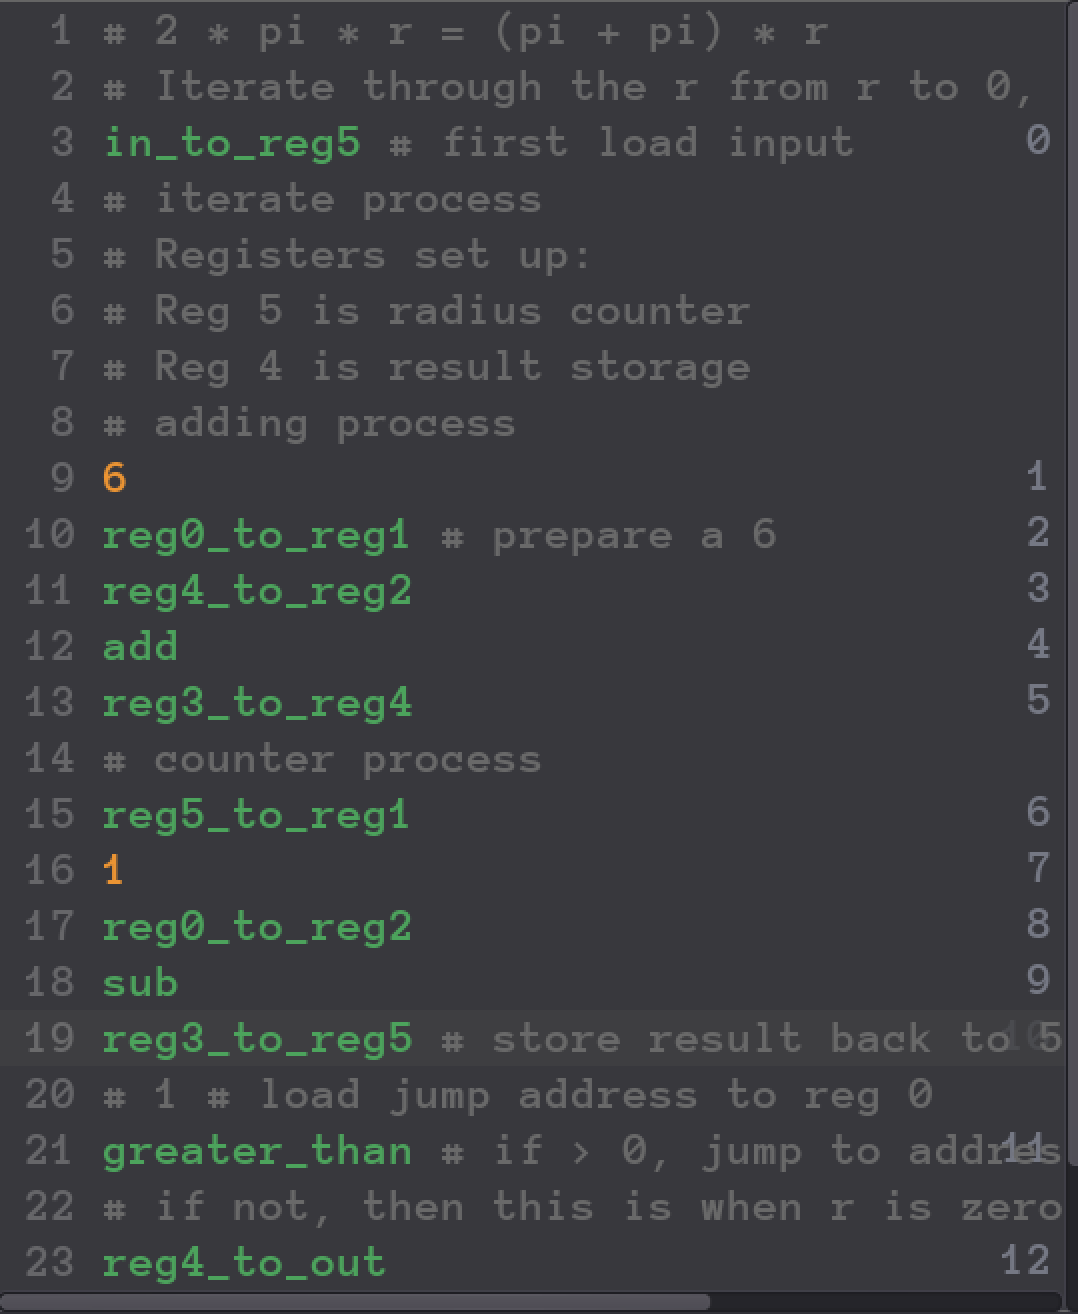 1 # 2 * pi * r = (pi + pi) * r
2 # Iterate through the r from r to 0,
3 in_to_reg5 # first load input 0
4 # iterate process
5 # Registers set up:
6 # Reg 5 is radius counter
7 # Reg 4 is result storage
8 # adding process
9 6 1
10 reg0_to_reg1 # prepare a 6 2
11 reg4_to_reg2 3
12 add 4
13 reg3_to_reg4 5
14 # counter process
15 reg5_to_reg1 6
16 1 7
17 reg0_to_reg2 8
18 sub 9
19 reg3_to_reg5 # store result back to 5 10
20 # 1 # load jump address to reg 0
21 greater_than # if > 0, jump to addres 11
22 # if not, then this is when r is zero
23 reg4_to_out 12